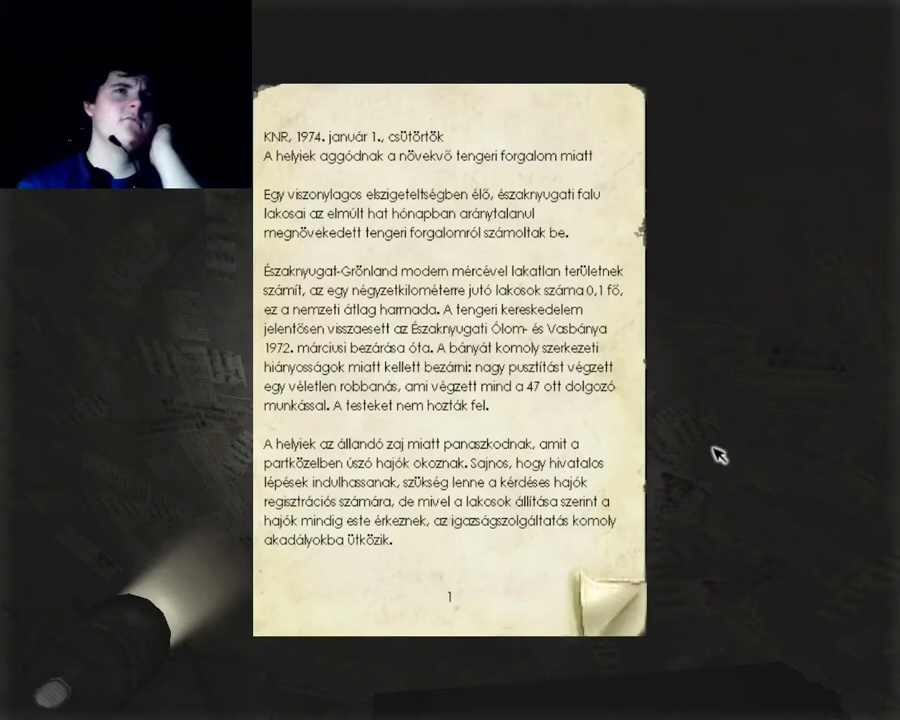 KNR, 1974. január 1., csütörtök
A helyiek aggódnak a növekvő tengeri forgalom miatt
Egy viszonylagos elszigeteltségben élő, északnyugati falu
lakosai az elmúlt hat hónapban aránytalanul
megnövekedett tengeri forgalomról számoltak be.
Északnyugat-Grönland modern mércével lakatlan területnek
számít, az egy négyzetkilométerre jutó lakosok száma 0,1 fő,
ez a nemzeti átlag harmada. A tengeri kereskedelem
jelentősen visszaesett az Északnyugati Ólom- és Vasbánya
1972. márciusi bezárása óta. A bányát komoly szerkezeti
hiányosságok miatt kellett bezárni: nagy pusztítást végzett
egy véletlen robbanás, ami végzett mind a 47 ott dolgozó
munkással. A testeket nem hozták fel.
A helyiek az állandó zaj miatt panaszkodnak, amit a
partközelben úszó hajók okoznak. Sajnos, hogy hivatalos
lépések indulhassanak, szükség lenne a kérdéses hajók
regisztrációs számára, de mivel a lakosok állítása szerint a
hajók mindig este érkeznek, az igazságszolgáltatás komoly
akadályokba ütközik.
1